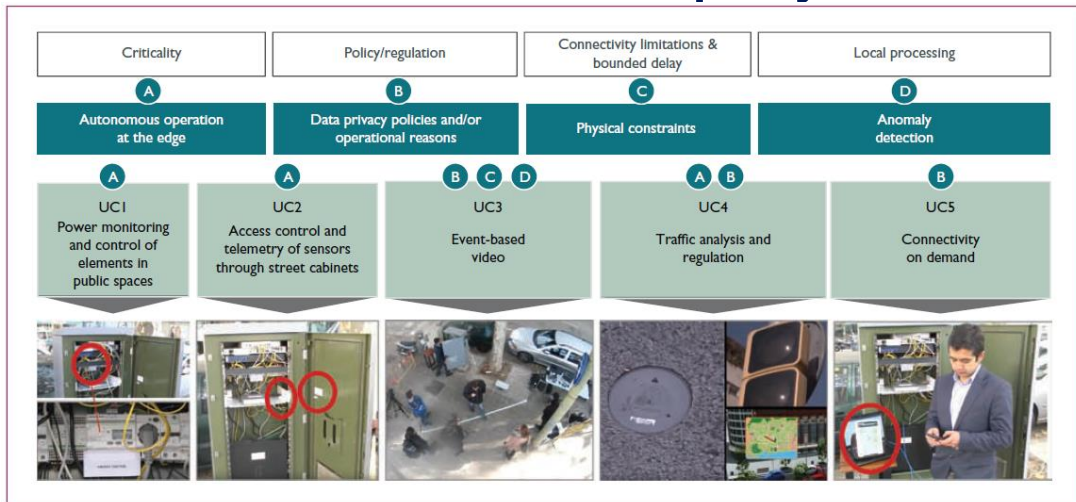 Criticality
Policy/regulation
Connectivity limitations &
bounded delay
Local processing
A
B
C
D
Autonomous operation
at the edge
Data privacy policies and/or
operational reasons
Physical constraints
Anomaly
detection
A
A
B C D
A B
B
UC1
Power monitoring
and control of
elements in
public spaces
UC2
Access control and
telemetry of sensors
through street cabinets
UC3
Event-based
video
UC4
Traffic analysis and
regulation
UC5
Connectivity
on demand